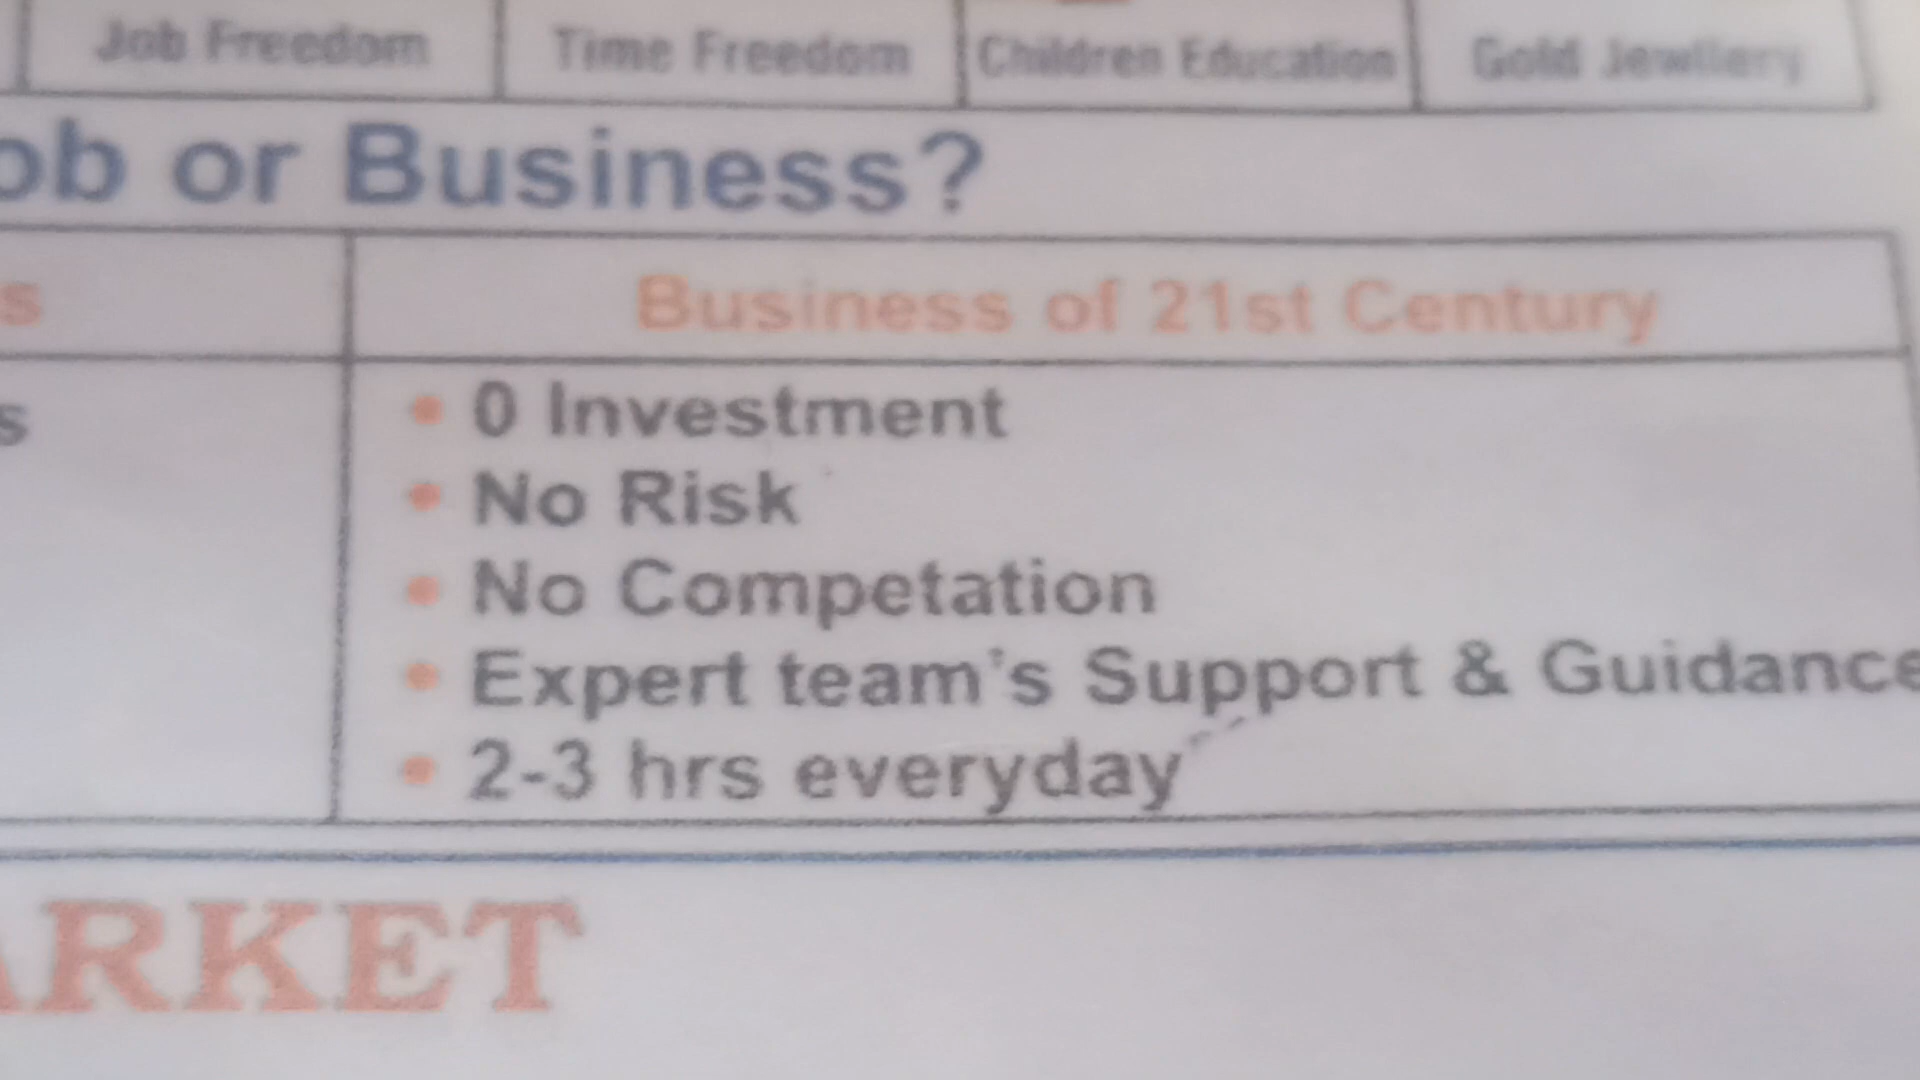 Job Freedom Time Freedom Children Education Gold Jewllery
ob or Business?
s Business of 21st Century
s • 0 Investment
• No Risk
• No Competation
• Expert team's Support & Guidance
• 2-3 hrs everyday
ARKET